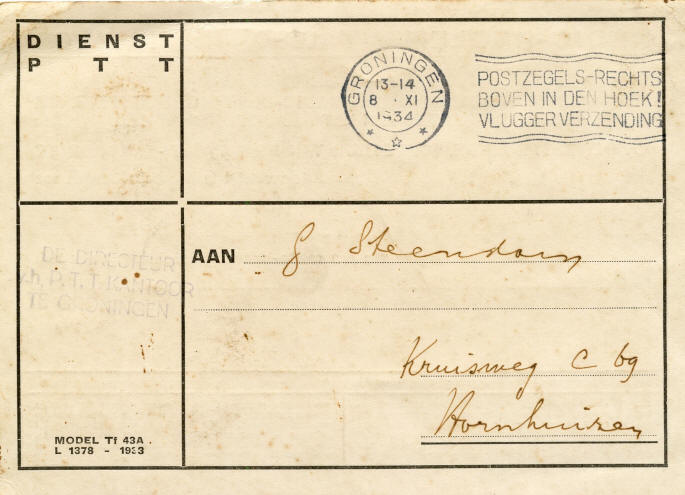 DIENST
PTT
GRONINGEN
13-14
8 XI
1934
POSTZEGELS-RECHTS
BOVEN IN DEN HOEK!
VLUGGER VERZENDING
DE DIRECTEUR
v.h. P.T.T. KANTOOR
TE GRONINGEN
AAN G Steendam
Kruisweg C 69
Hornhuizen
MODEL Tf 43A.
L 1378 - 1933